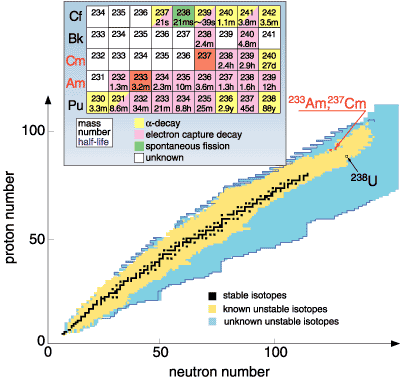 Cf 234 235 236 237 238 239 240 241 242
21s 21ms ~39s 1.1m 3.8m 3.5m
Bk 233 234 235 236 237 238 239 240 241
2.4m 4.8m
Cm 232 233 234 235 236 237 238 239 240
2.4h 2.9h 27d
Am 231 232 233 234 235 236 237 238 239
1.3m 3.2m 2.3m 10m 3.6m 1.6h 12h
Pu 230 231 232 233 234 235 236 237 238
3.3m 8.6m 34m 21m 8.8h 25m 2.9y 45d 88y
mass
number
half-life
α-decay
electron capture decay
spontaneous fission
unknown
233Am,237Cm
238U
100
50
0
proton number
stable isotopes
known unstable isotopes
unknown unstable isotopes
0 50 100
neutron number